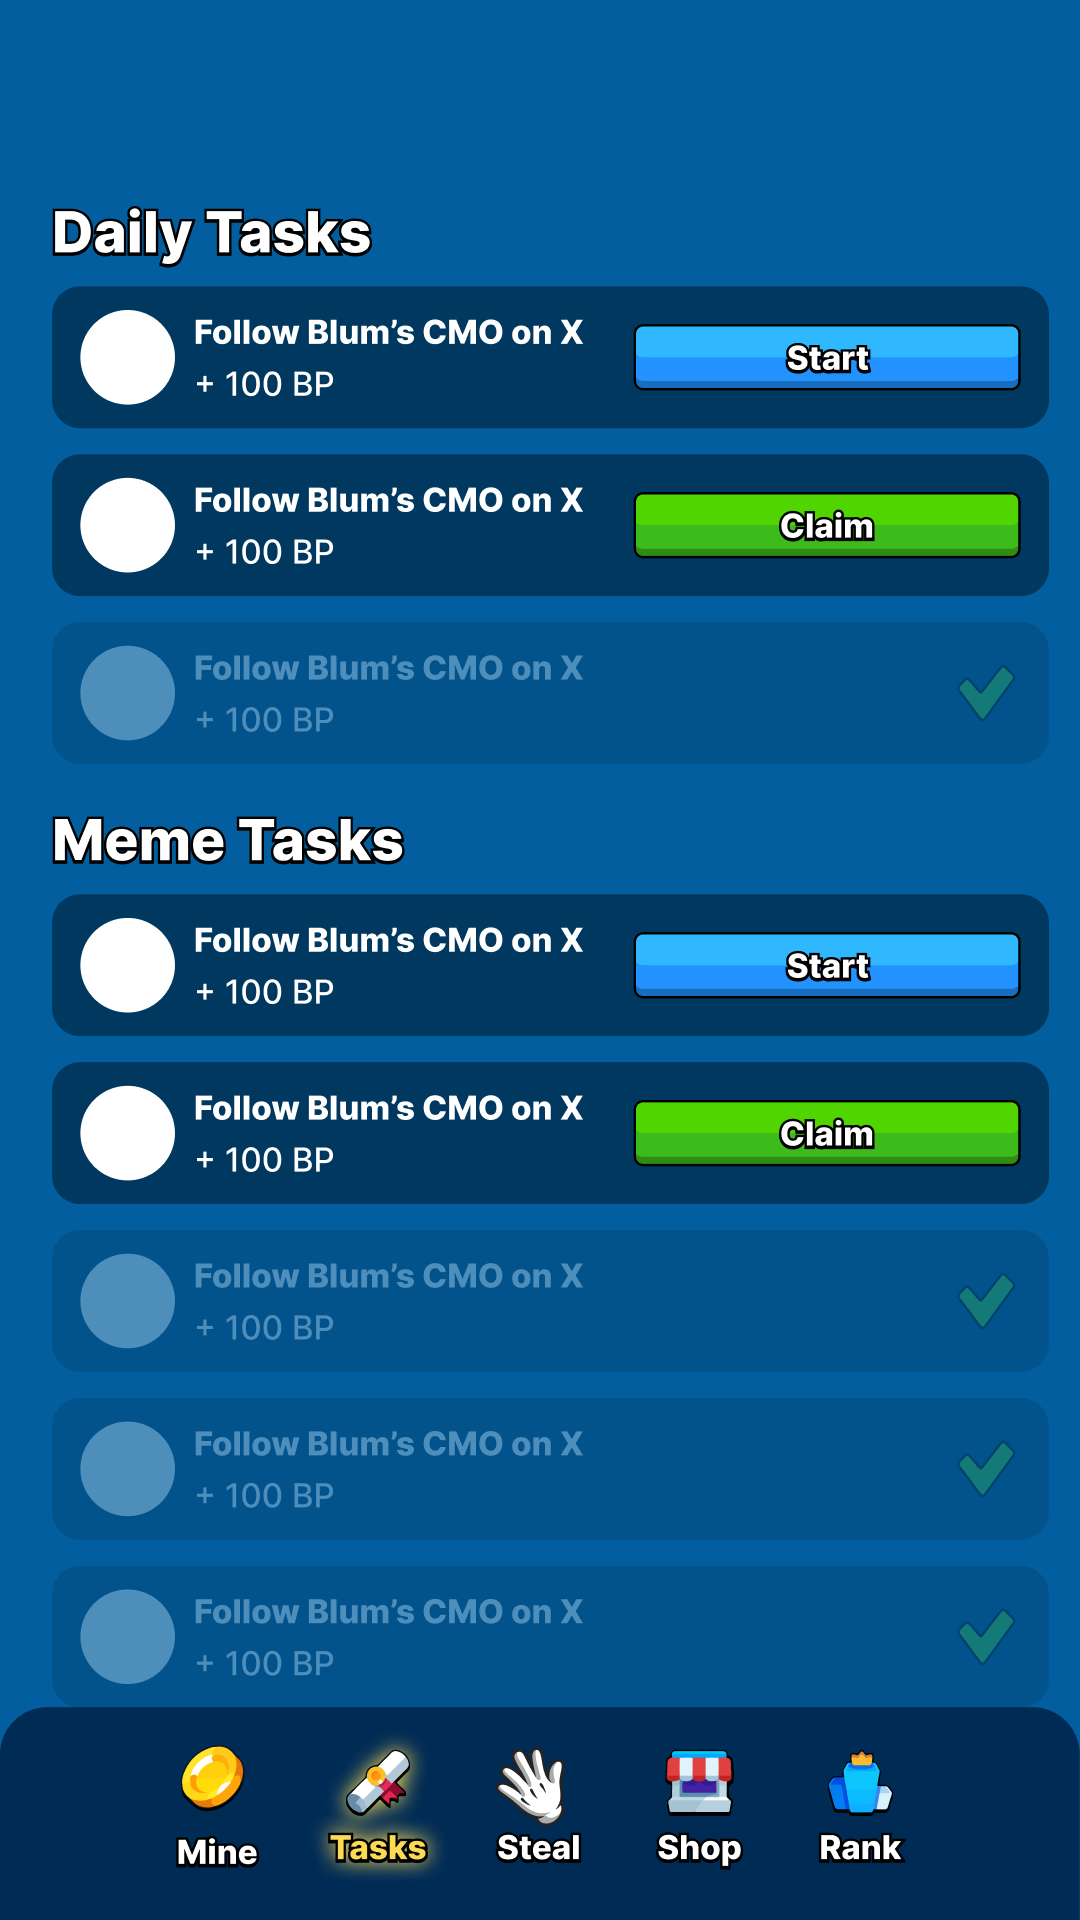 Daily Tasks
Follow Blum’s CMO on X
+ 100 BP
Start
Follow Blum’s CMO on X
+ 100 BP
Claim
Follow Blum’s CMO on X
+ 100 BP
Meme Tasks
Follow Blum’s CMO on X
+ 100 BP
Start
Follow Blum’s CMO on X
+ 100 BP
Claim
Follow Blum’s CMO on X
+ 100 BP
Follow Blum’s CMO on X
+ 100 BP
Follow Blum’s CMO on X
+ 100 BP
Mine
Tasks
Steal
Shop
Rank